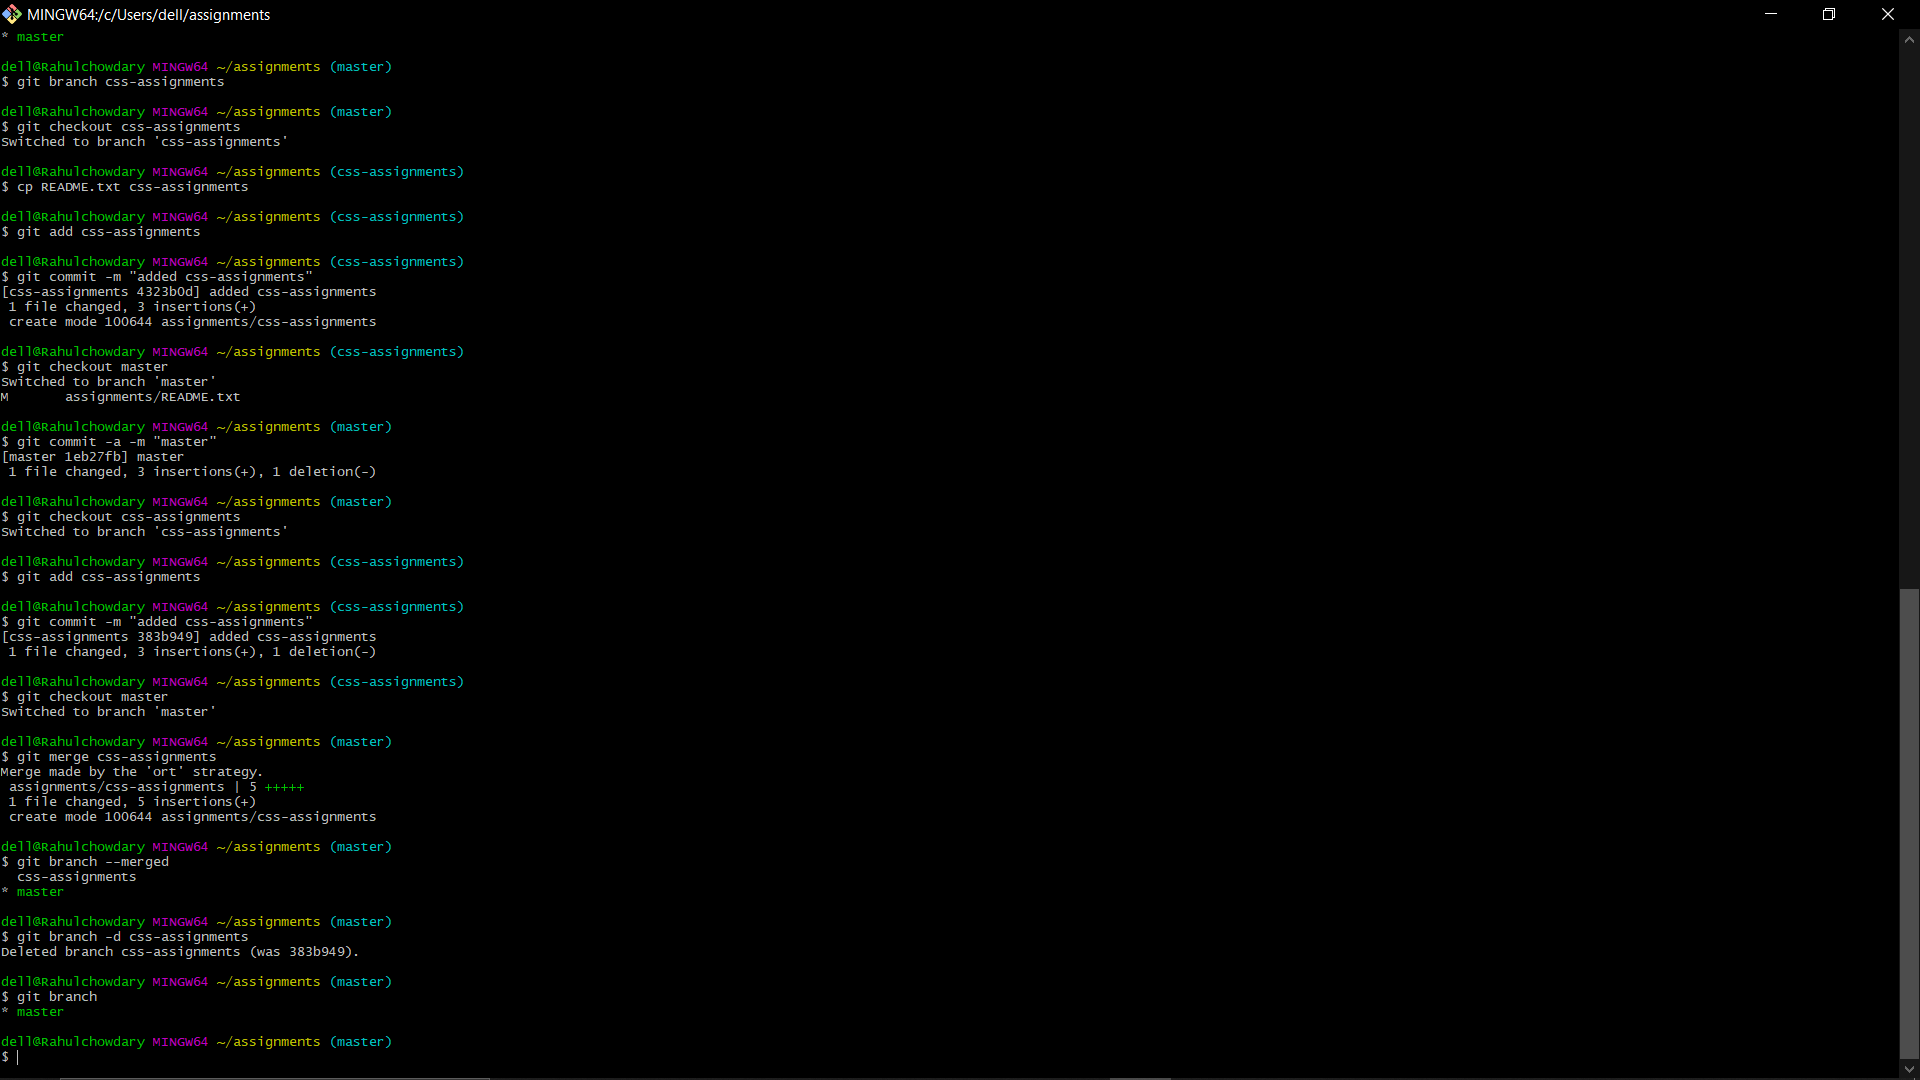 MINGW64:/c/Users/dell/assignments
* master
dell@Rahulchowdary MINGW64 ~/assignments (master)
$ git branch css-assignments
dell@Rahulchowdary MINGW64 ~/assignments (master)
$ git checkout css-assignments
Switched to branch 'css-assignments'
dell@Rahulchowdary MINGW64 ~/assignments (css-assignments)
$ cp README.txt css-assignments
dell@Rahulchowdary MINGW64 ~/assignments (css-assignments)
$ git add css-assignments
dell@Rahulchowdary MINGW64 ~/assignments (css-assignments)
$ git commit -m "added css-assignments"
[css-assignments 4323b0d] added css-assignments
 1 file changed, 3 insertions(+)
 create mode 100644 assignments/css-assignments
dell@Rahulchowdary MINGW64 ~/assignments (css-assignments)
$ git checkout master
Switched to branch 'master'
M       assignments/README.txt
dell@Rahulchowdary MINGW64 ~/assignments (master)
$ git commit -a -m "master"
[master 1eb27fb] master
 1 file changed, 3 insertions(+), 1 deletion(-)
dell@Rahulchowdary MINGW64 ~/assignments (master)
$ git checkout css-assignments
Switched to branch 'css-assignments'
dell@Rahulchowdary MINGW64 ~/assignments (css-assignments)
$ git add css-assignments
dell@Rahulchowdary MINGW64 ~/assignments (css-assignments)
$ git commit -m "added css-assignments"
[css-assignments 383b949] added css-assignments
 1 file changed, 3 insertions(+), 1 deletion(-)
dell@Rahulchowdary MINGW64 ~/assignments (css-assignments)
$ git checkout master
Switched to branch 'master'
dell@Rahulchowdary MINGW64 ~/assignments (master)
$ git merge css-assignments
Merge made by the 'ort' strategy.
 assignments/css-assignments | 5 +++++
 1 file changed, 5 insertions(+)
 create mode 100644 assignments/css-assignments
dell@Rahulchowdary MINGW64 ~/assignments (master)
$ git branch --merged
  css-assignments
* master
dell@Rahulchowdary MINGW64 ~/assignments (master)
$ git branch -d css-assignments
Deleted branch css-assignments (was 383b949).
dell@Rahulchowdary MINGW64 ~/assignments (master)
$ git branch
* master
dell@Rahulchowdary MINGW64 ~/assignments (master)
$